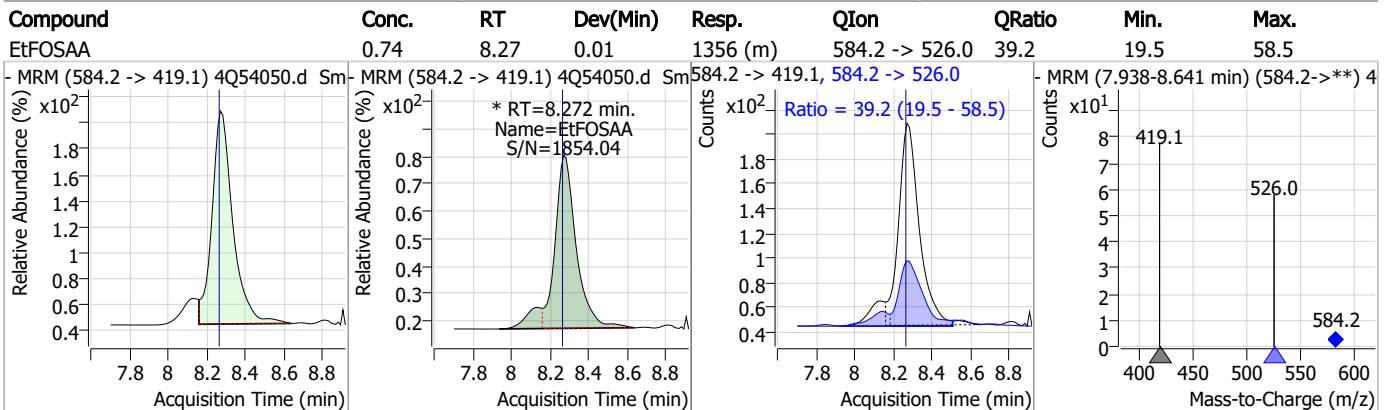 Compound Conc. RT Dev(Min) Resp. QIon QRatio Min. Max.
EtFOSAA 0.74 8.27 0.01 1356 (m) 584.2 -> 526.0 39.2 19.5 58.5
- MRM (584.2 -> 419.1) 4Q54050.d Sm
Relative Abundance (%)
x10²
1.8
1.6
1.4
1.2
1
0.8
0.6
0.4
7.8 8 8.2 8.4 8.6 8.8
Acquisition Time (min)
- MRM (584.2 -> 419.1) 4Q54050.d Sm
Relative Abundance (%)
x10²
* RT=8.272 min.
Name=EtFOSAA
S/N=1854.04
0.8
0.7
0.6
0.5
0.4
0.3
0.2
7.8 8 8.2 8.4 8.6 8.8
Acquisition Time (min)
584.2 -> 419.1, 584.2 -> 526.0
Counts
x10²
Ratio = 39.2 (19.5 - 58.5)
1.8
1.6
1.4
1.2
1
0.8
0.6
0.4
7.8 8 8.2 8.4 8.6 8.8
Acquisition Time (min)
- MRM (7.938-8.641 min) (584.2->**) 4
Counts
x10¹
8
7
6
5
4
3
2
1
0
419.1
526.0
584.2
400 450 500 550 600
Mass-to-Charge (m/z)